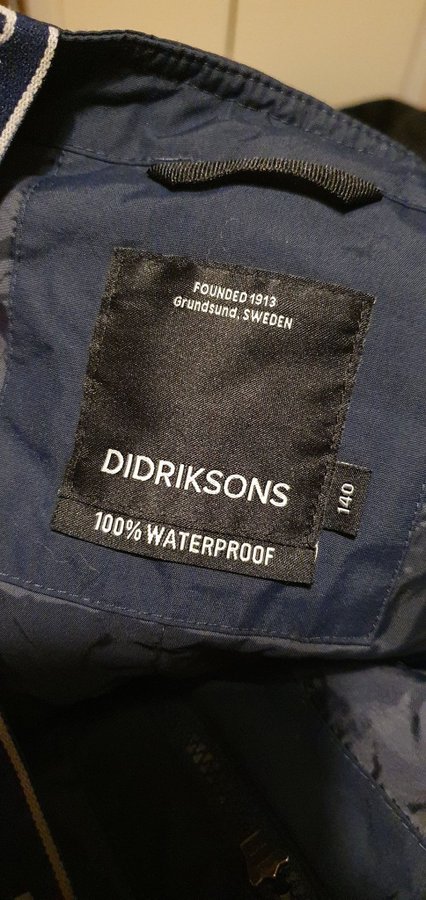 FOUNDED 1913
Grundsund, SWEDEN
DIDRIKSONS
140
100% WATERPROOF